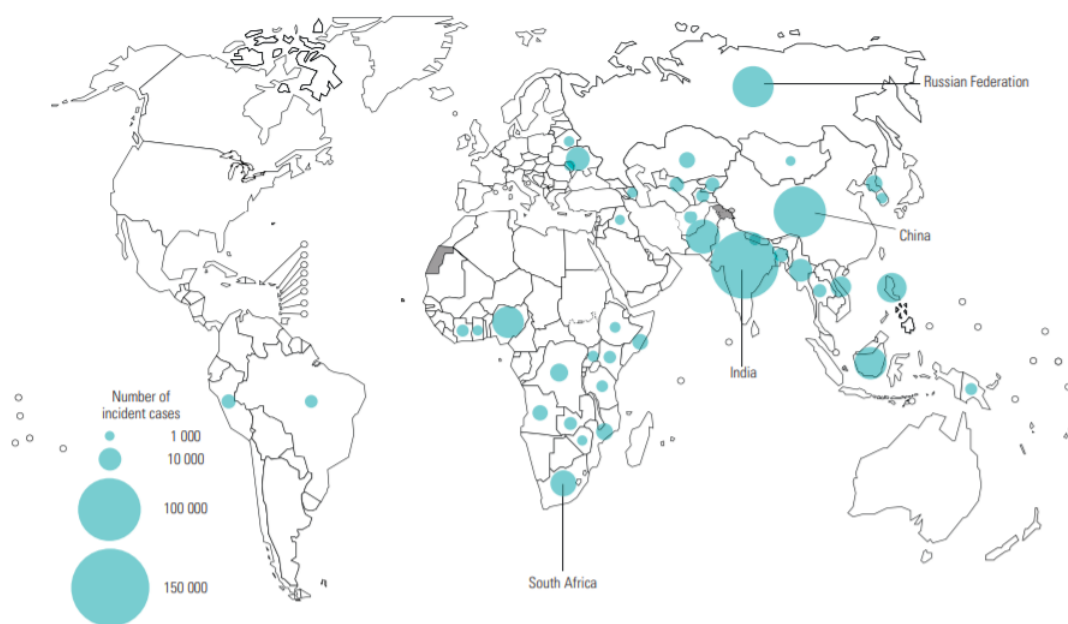 Russian Federation
China
India
South Africa
Number of
incident cases
1 000
10 000
100 000
150 000